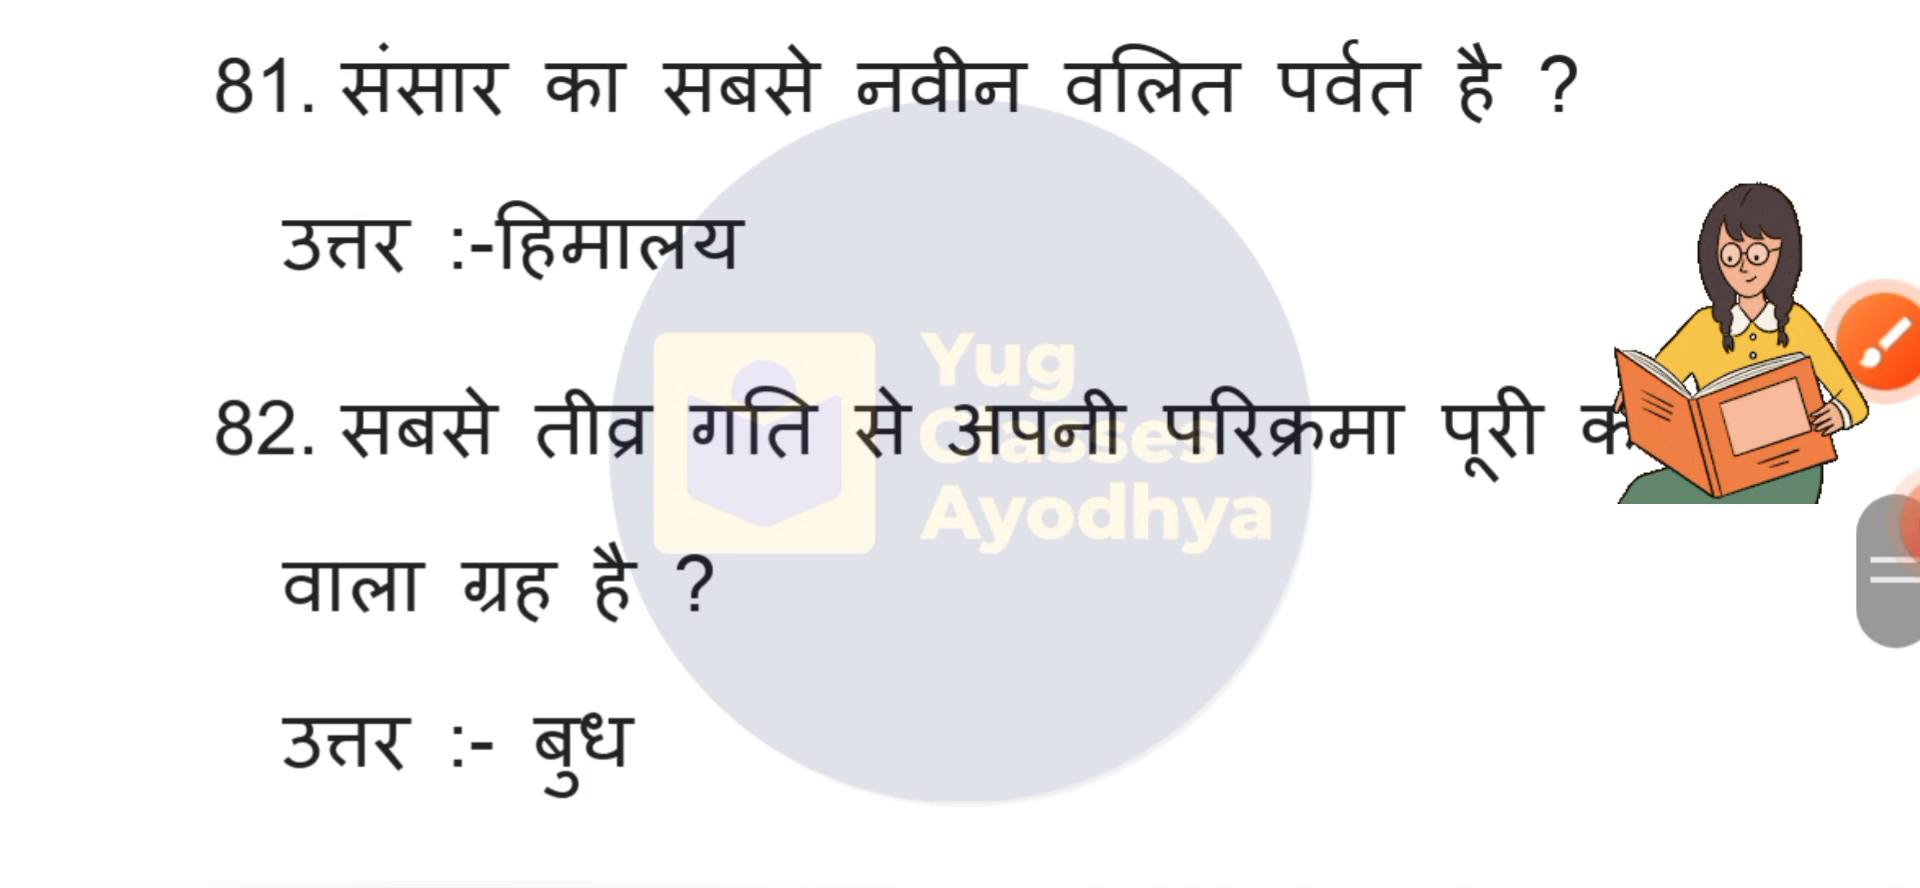 81. संसार का सबसे नवीन वलित पर्वत है ?
उत्तर :-हिमालय
82. सबसे तीव्र गति से अपनी परिक्रमा पूरी
वाला ग्रह है ?
उत्तर :- बुध
Yug
Classes
Ayodhya